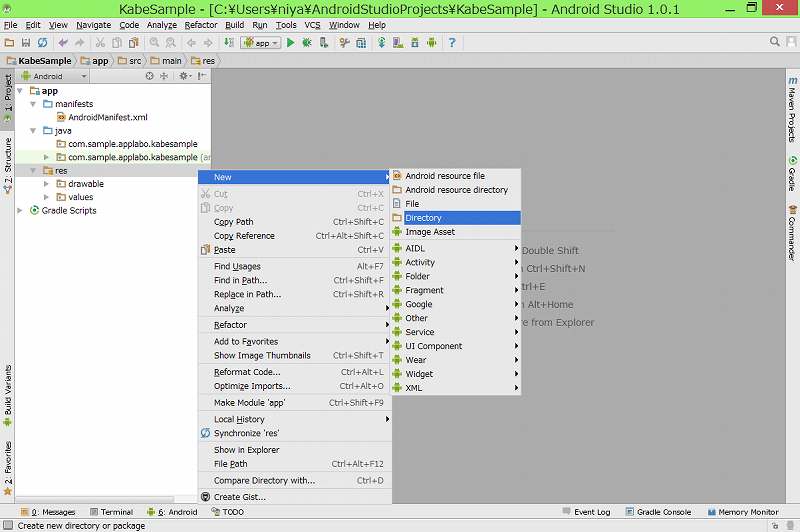 KabeSample - [C:¥Users¥niya¥AndroidStudioProjects¥KabeSample] - Android Studio 1.0.1
File Edit View Navigate Code Analyze Refactor Build Run Tools VCS Window Help
app
KabeSample app src main res
Android
1: Project
7: Structure
Build Variants
2: Favorites
app
manifests
AndroidManifest.xml
java
com.sample.applabo.kabesample
com.sample.applabo.kabesample (an
res
drawable
values
Gradle Scripts
New
Cut Ctrl+X
Copy Ctrl+C
Copy Path Ctrl+Shift+C
Copy Reference Ctrl+Alt+Shift+C
Paste Ctrl+V
Find Usages Alt+F7
Find in Path... Ctrl+Shift+F
Replace in Path... Ctrl+Shift+R
Analyze
Refactor
Add to Favorites
Show Image Thumbnails Ctrl+Shift+T
Reformat Code... Ctrl+Alt+L
Optimize Imports... Ctrl+Alt+O
Make Module 'app' Ctrl+Shift+F9
Local History
Synchronize 'res'
Show in Explorer
File Path Ctrl+Alt+F12
Compare Directory with... Ctrl+D
Create Gist...
Android resource file
Android resource directory
File
Directory
Image Asset
AIDL
Activity
Folder
Fragment
Google
Other
Service
UI Component
Wear
Widget
XML
Double Shift
Ctrl+Shift+N
Ctrl+E
Alt+Home
from Explorer
Maven Projects
Gradle
Commander
0: Messages Terminal 6: Android TODO Event Log Gradle Console Memory Monitor
Create new directory or package